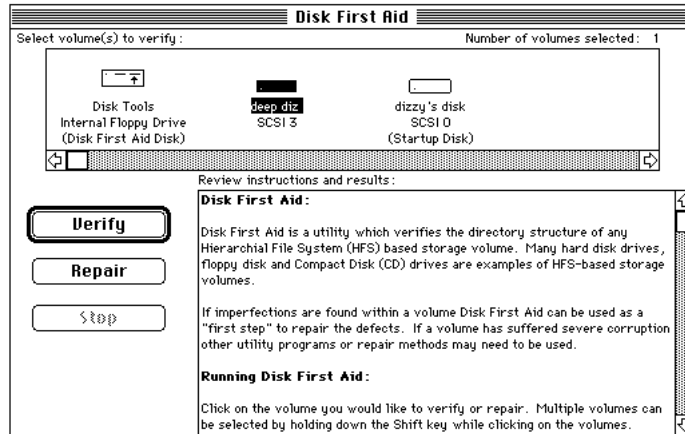 Disk First Aid
Select volume(s) to verify:
Number of volumes selected: 1
Disk Tools
Internal Floppy Drive
(Disk First Aid Disk)
deep diz
SCSI 3
dizzy's disk
SCSI 0
(Startup Disk)
Review instructions and results:
Verify
Repair
Stop
Disk First Aid:
Disk First Aid is a utility which verifies the directory structure of any
Hierarchial File System (HFS) based storage volume. Many hard disk drives,
floppy disk and Compact Disk (CD) drives are examples of HFS-based storage
volumes.
If imperfections are found within a volume Disk First Aid can be used as a
"first step" to repair the defects. If a volume has suffered severe corruption
other utility programs or repair methods may need to be used.
Running Disk First Aid:
Click on the volume you would like to verify or repair. Multiple volumes can
be selected by holding down the Shift key while clicking on the volumes.